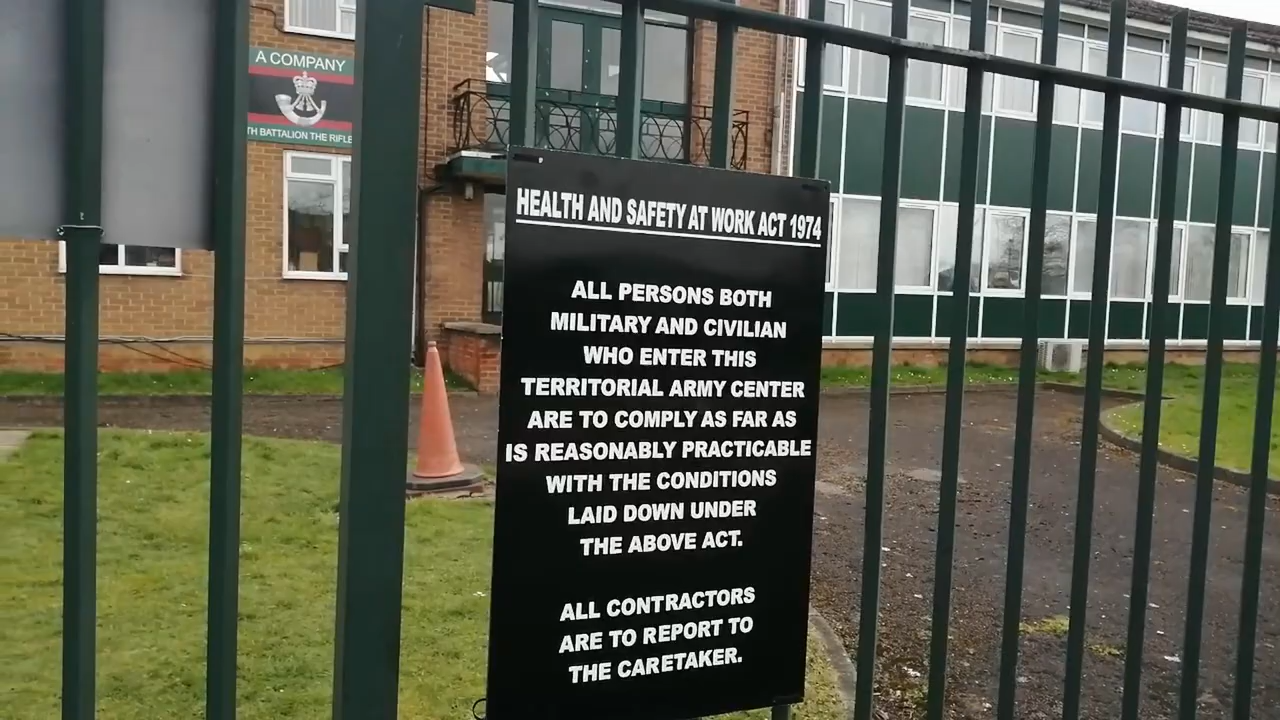 A COMPANY
TH BATTALION THE RIFLE
HEALTH AND SAFETY AT WORK ACT 1974
ALL PERSONS BOTH
MILITARY AND CIVILIAN
WHO ENTER THIS
TERRITORIAL ARMY CENTER
ARE TO COMPLY AS FAR AS
IS REASONABLY PRACTICABLE
WITH THE CONDITIONS
LAID DOWN UNDER
THE ABOVE ACT.
ALL CONTRACTORS
ARE TO REPORT TO
THE CARETAKER.